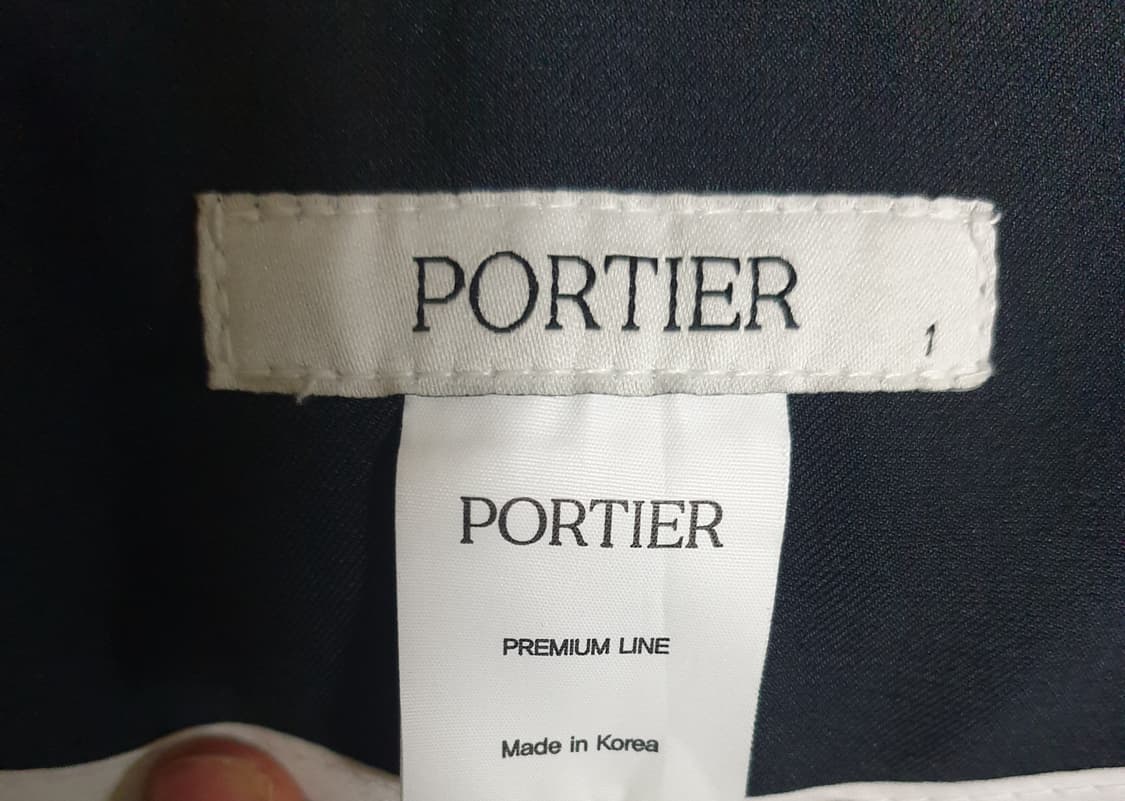 PORTIER
1
PORTIER
PREMIUM LINE
Made in Korea